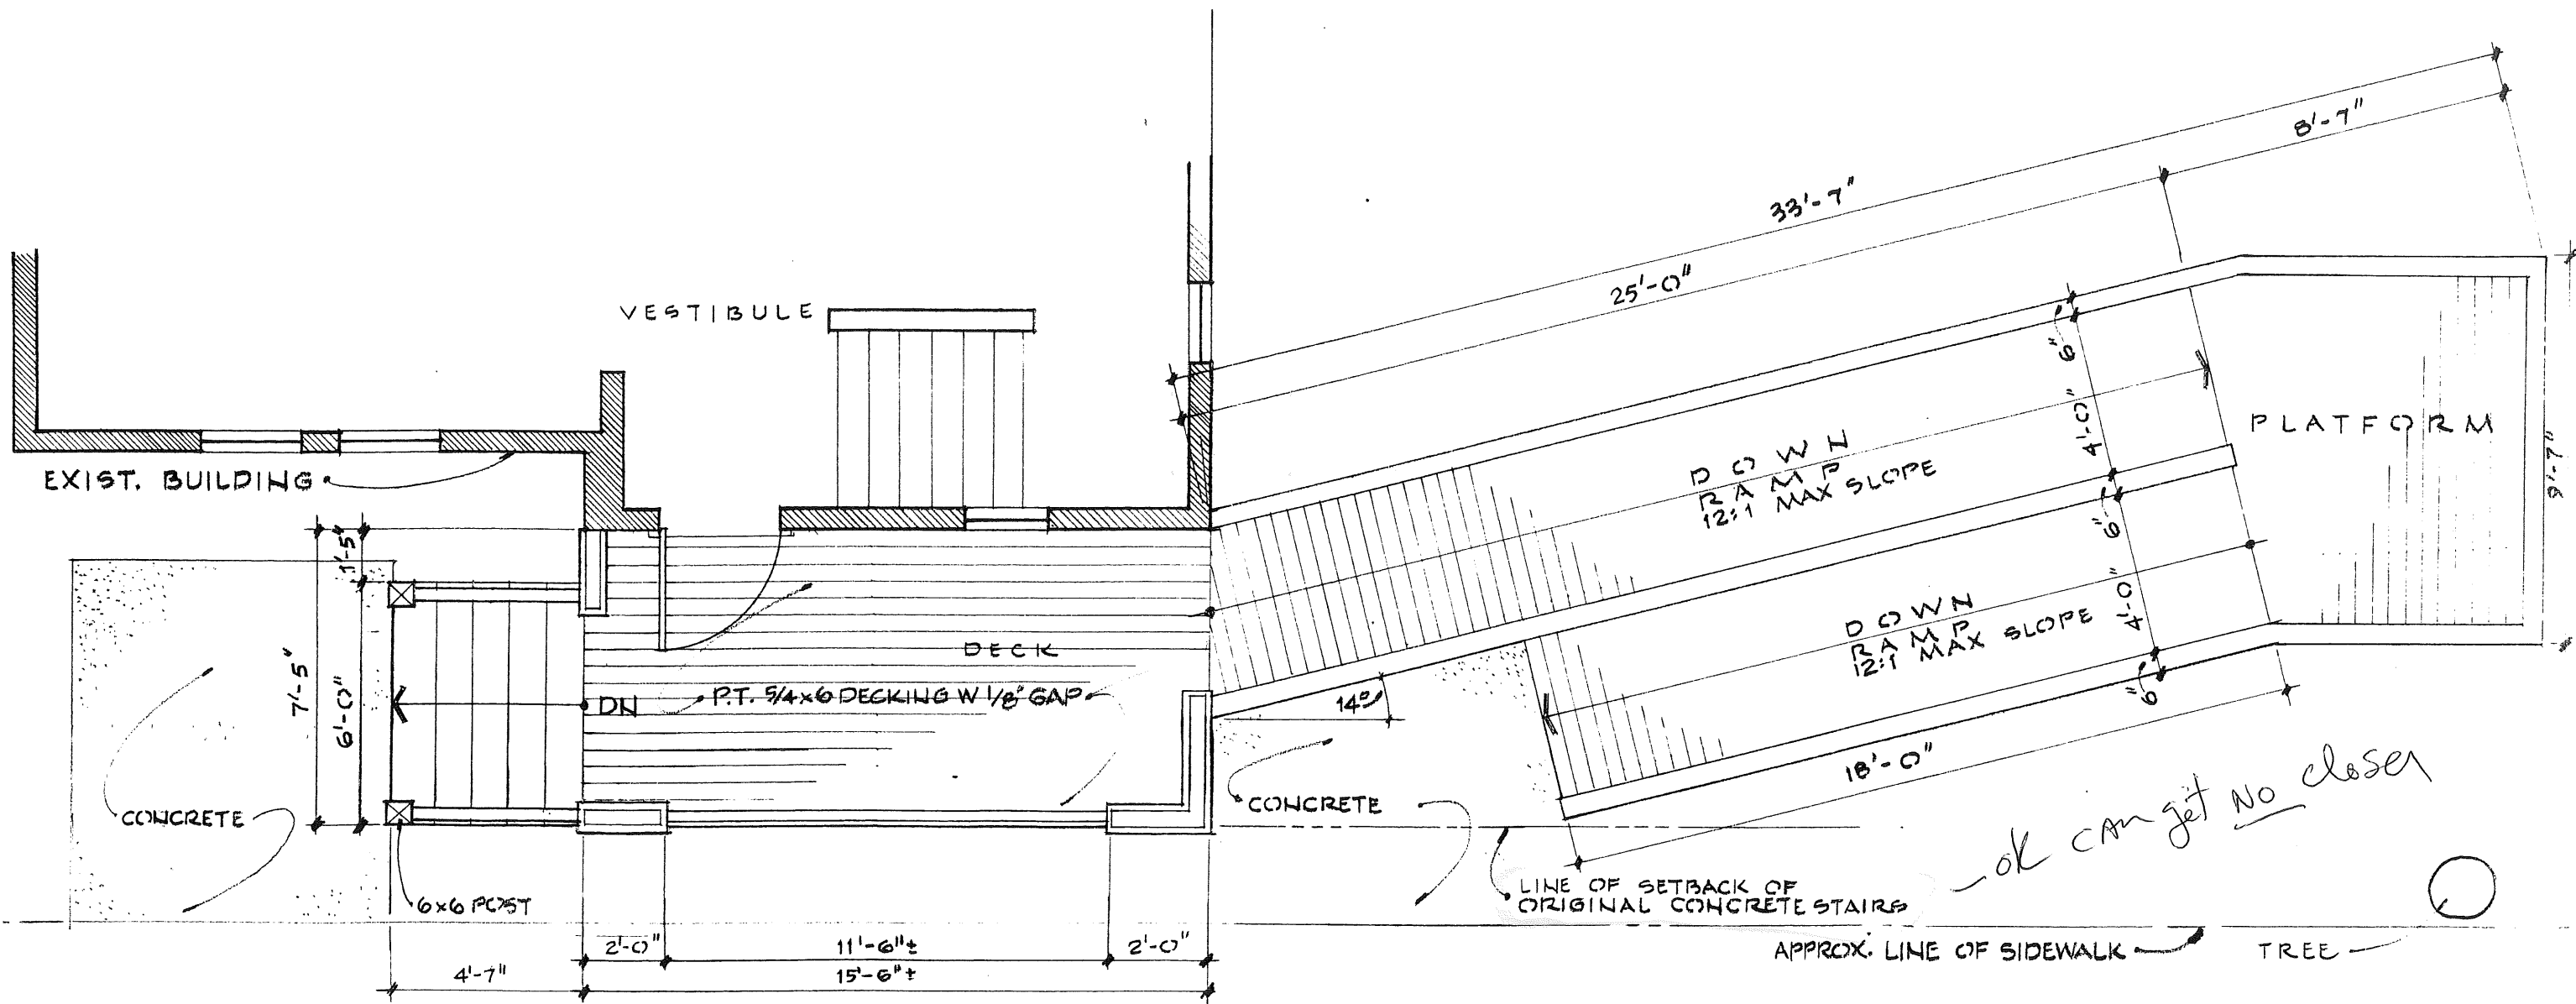 8'-7"
33'-7"
25'-0"
VESTIBULE
6"
4'-0"
PLATFORM
9'-7"
DOWN
RAMP
12:1 MAX SLOPE
EXIST. BUILDING
6"
1'-5"
4'-0"
DOWN
RAMP
12:1 MAX SLOPE
DECK
7'-5"
6'-0"
DN
P.T. 5/4x6 DECKING W 1/8" GAP
14°
6"
18'-0"
CONCRETE
CONCRETE
ok CAN get No closer
LINE OF SETBACK OF
ORIGINAL CONCRETE STAIRS
6x6 POST
2'-0"
11'-6"±
2'-0"
APPROX. LINE OF SIDEWALK
TREE
4'-7"
15'-6"±